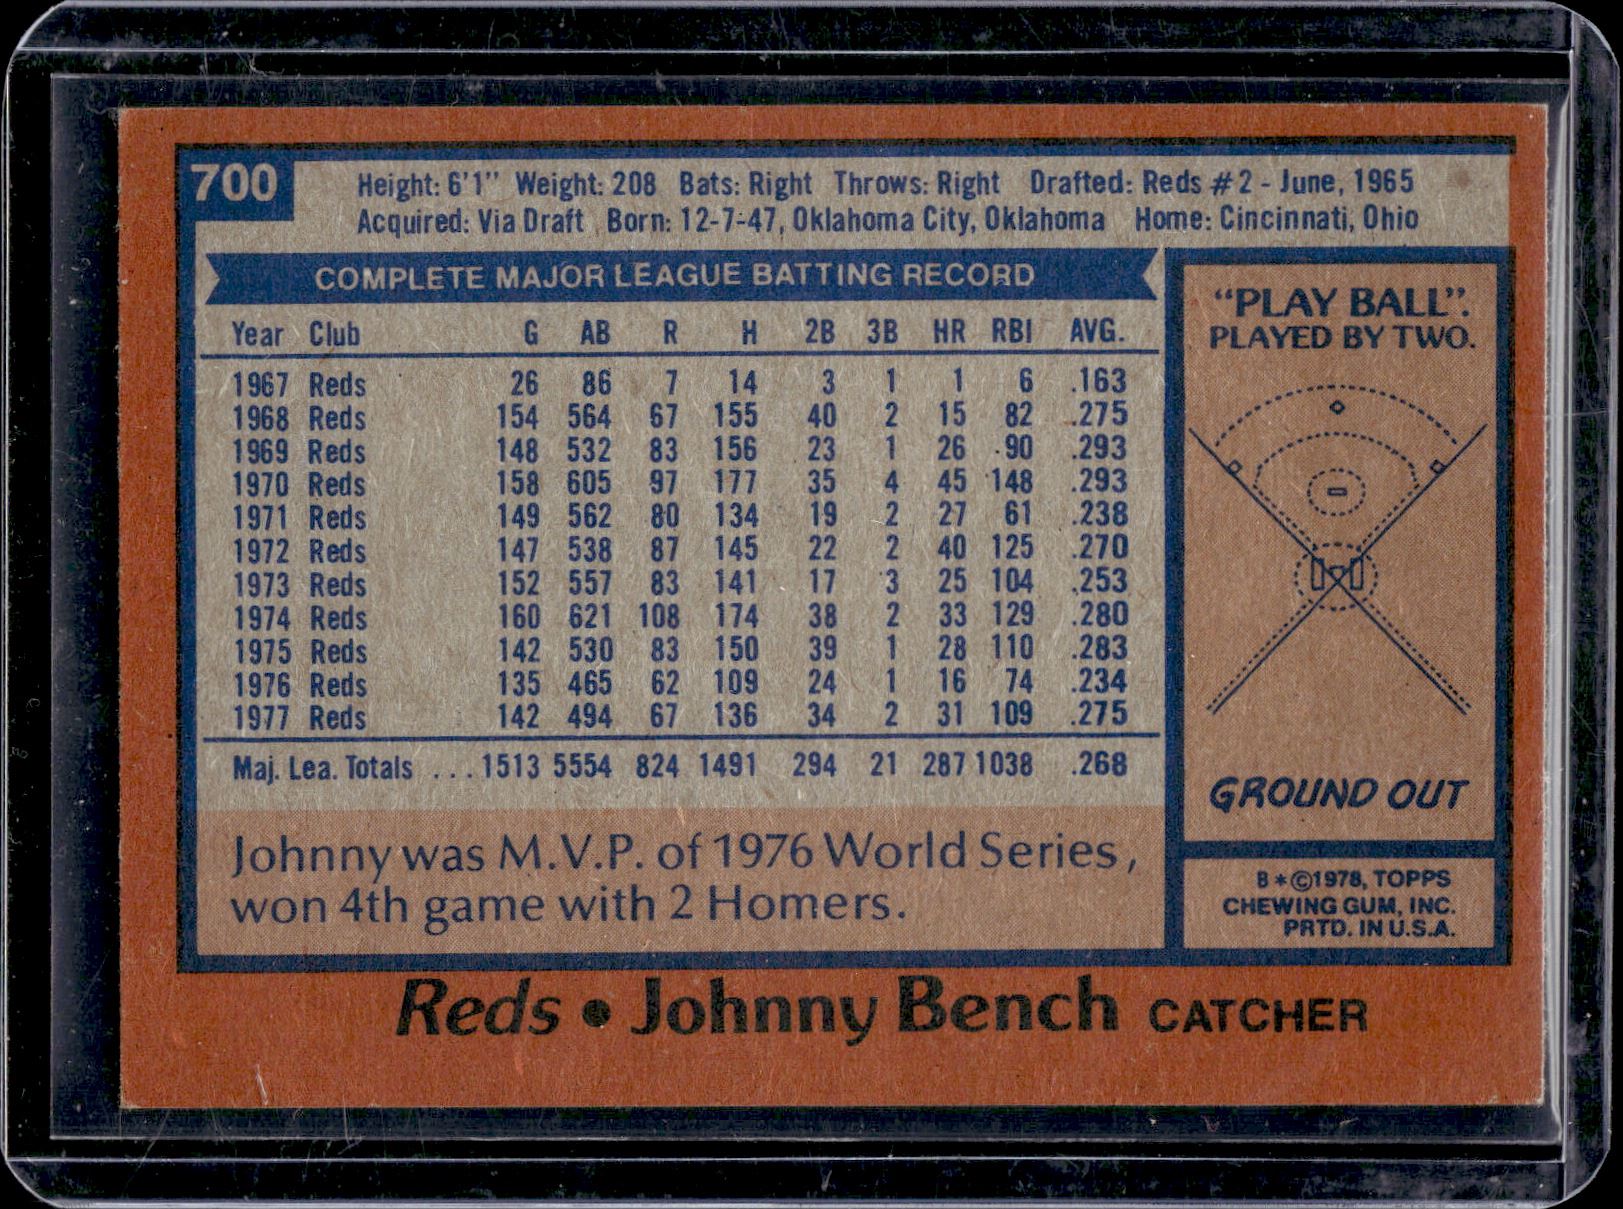 700
Height: 6'1" Weight: 208 Bats: Right Throws: Right Drafted: Reds #2 - June, 1965
Acquired: Via Draft Born: 12-7-47, Oklahoma City, Oklahoma Home: Cincinnati, Ohio
COMPLETE MAJOR LEAGUE BATTING RECORD
Year Club G AB R H 2B 3B HR RBI AVG.
1967 Reds 26 86 7 14 3 1 1 6 .163
1968 Reds 154 564 67 155 40 2 15 82 .275
1969 Reds 148 532 83 156 23 1 26 90 .293
1970 Reds 158 605 97 177 35 4 45 148 .293
1971 Reds 149 562 80 134 19 2 27 61 .238
1972 Reds 147 538 87 145 22 2 40 125 .270
1973 Reds 152 557 83 141 17 3 25 104 .253
1974 Reds 160 621 108 174 38 2 33 129 .280
1975 Reds 142 530 83 150 39 1 28 110 .283
1976 Reds 135 465 62 109 24 1 16 74 .234
1977 Reds 142 494 67 136 34 2 31 109 .275
Maj. Lea. Totals ... 1513 5554 824 1491 294 21 287 1038 .268
Johnny was M.V.P. of 1976 World Series,
won 4th game with 2 Homers.
"PLAY BALL".
PLAYED BY TWO.
GROUND OUT
B*©1978, TOPPS
CHEWING GUM, INC.
PRTD. IN U.S.A.
Reds • Johnny Bench CATCHER